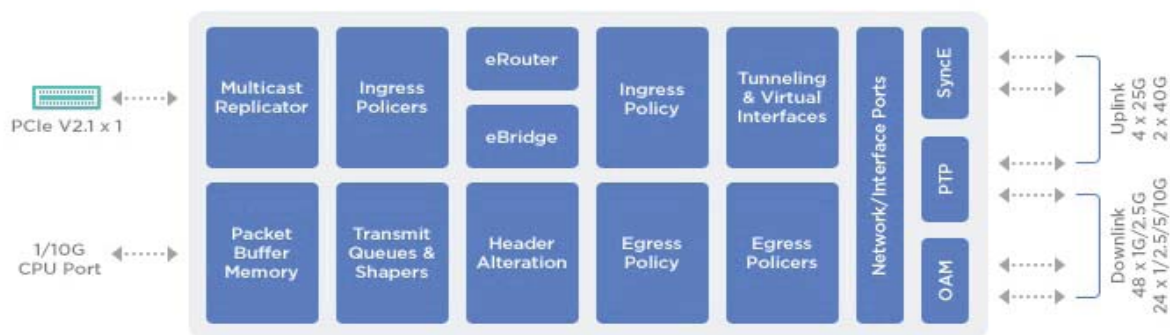 PCIe V2.1 x 1
1/10G
CPU Port
Multicast
Replicator
Ingress
Policers
eRouter
eBridge
Ingress
Policy
Tunneling
& Virtual
Interfaces
Packet
Buffer
Memory
Transmit
Queues &
Shapers
Header
Alteration
Egress
Policy
Egress
Policers
Network/Interface Ports
SyncE
PTP
OAM
Uplink
4 x 25G
2 x 40G
Downlink
48 x 1G/2.5G
24 x 1/2.5/5/10G